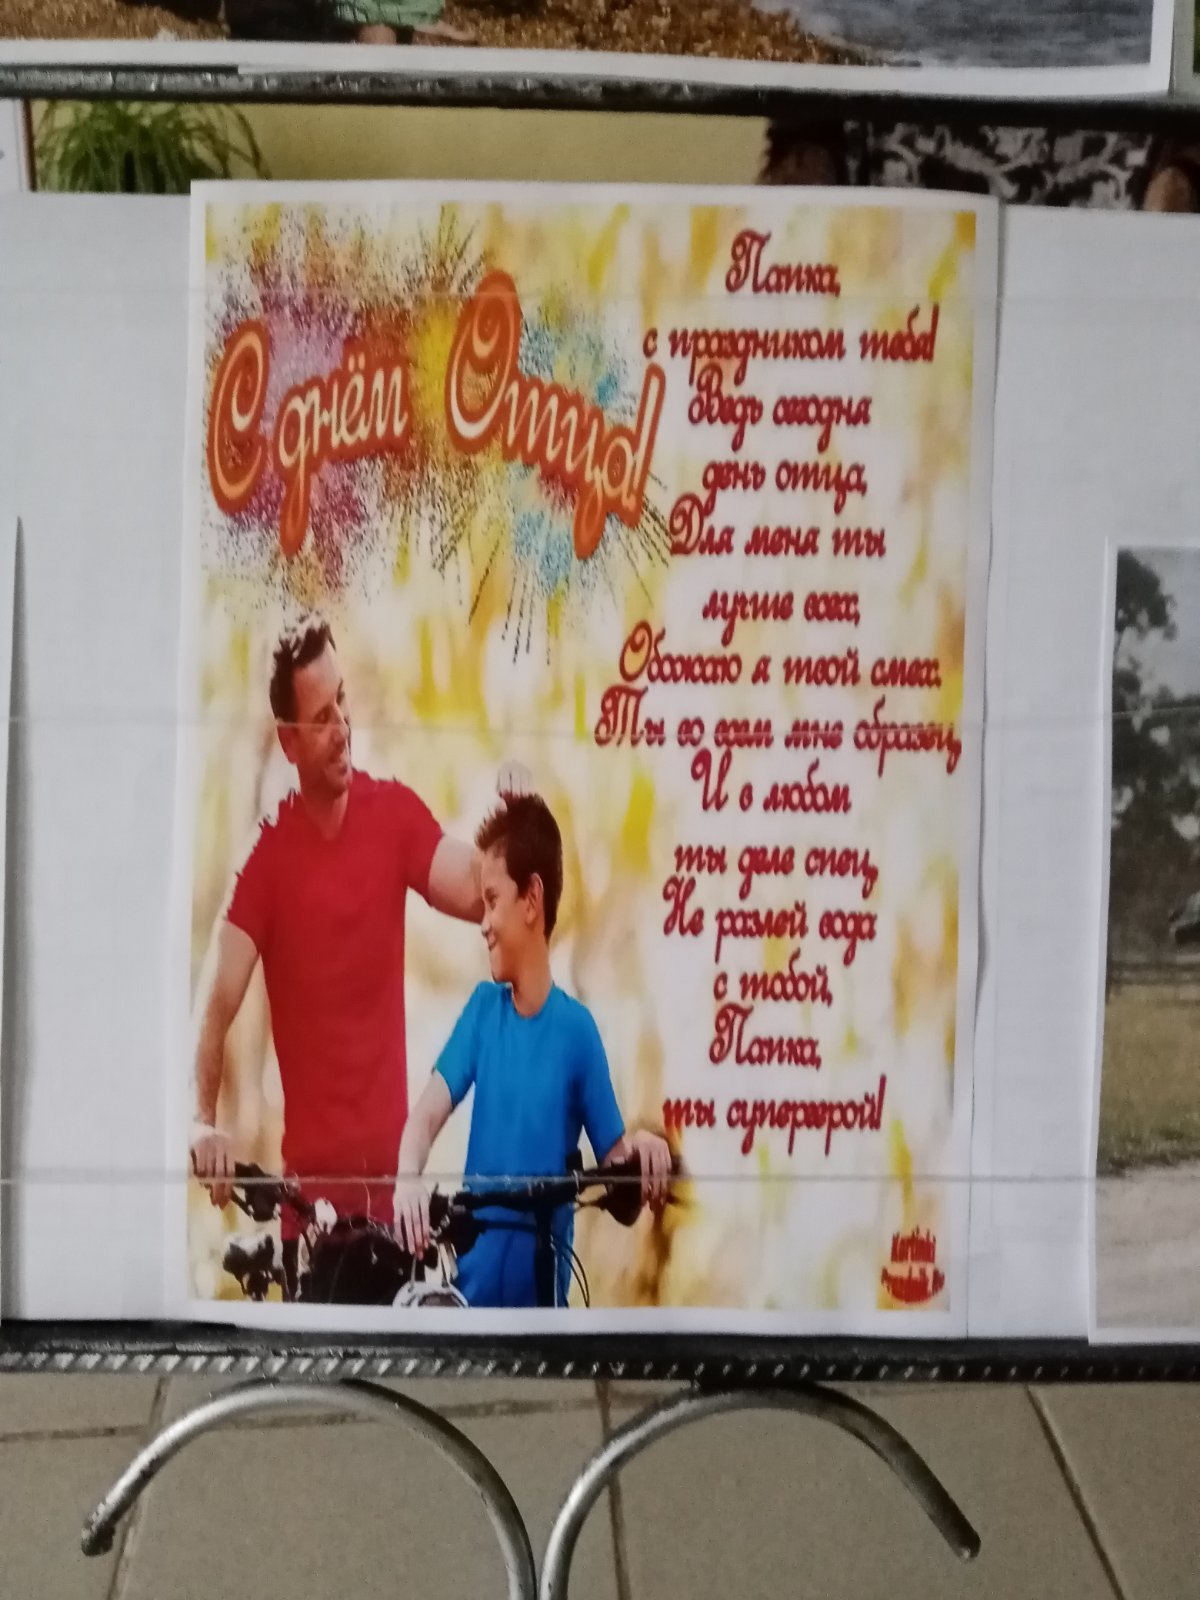 С днём Отца!
Папка,
с праздником тебя!
Ведь сегодня
день отца,
Для меня ты
лучше всех,
Обожаю я твой смех.
Ты во всем мне образец,
И в любом
ты деле спец,
Не разлей вода
с тобой,
Папка,
ты супергерой!
Kartinki